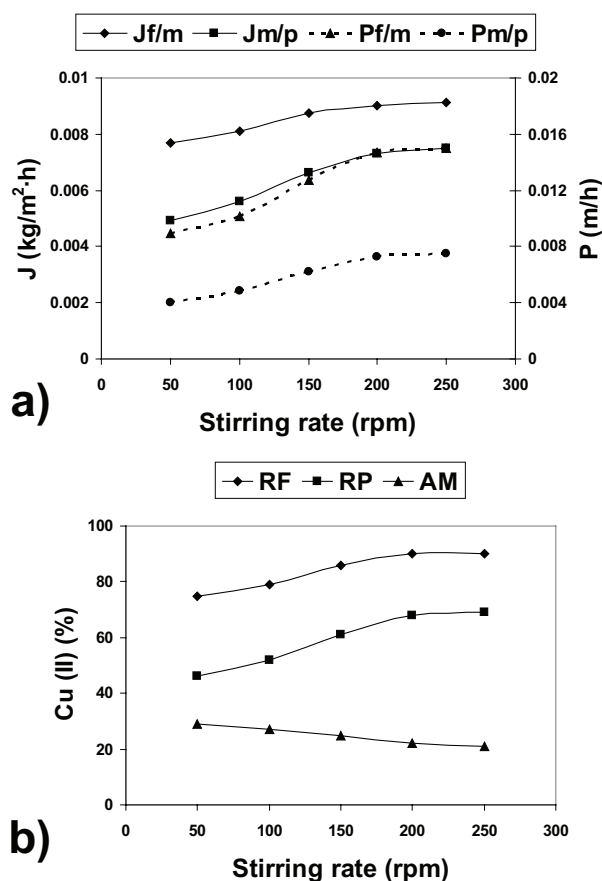 Jf/m Jm/p Pf/m Pm/p
0.01 0.02
0.008 0.016
0.006 0.012
0.004 0.008
0.002 0.004
0 0
J (kg/m²·h)
P (m/h)
0 50 100 150 200 250 300
Stirring rate (rpm)
a)
RF RP AM
100
80
60
40
20
0
Cu (II) (%)
0 50 100 150 200 250 300
Stirring rate (rpm)
b)